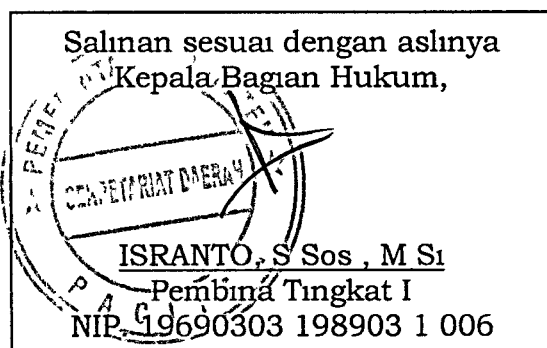 Salinan sesuai dengan aslinya
Kepala Bagian Hukum,
SEKRETARIAT DAERAH
ISRANTO, S Sos , M Si
Pembina Tingkat I
NIP. 19690303 198903 1 006